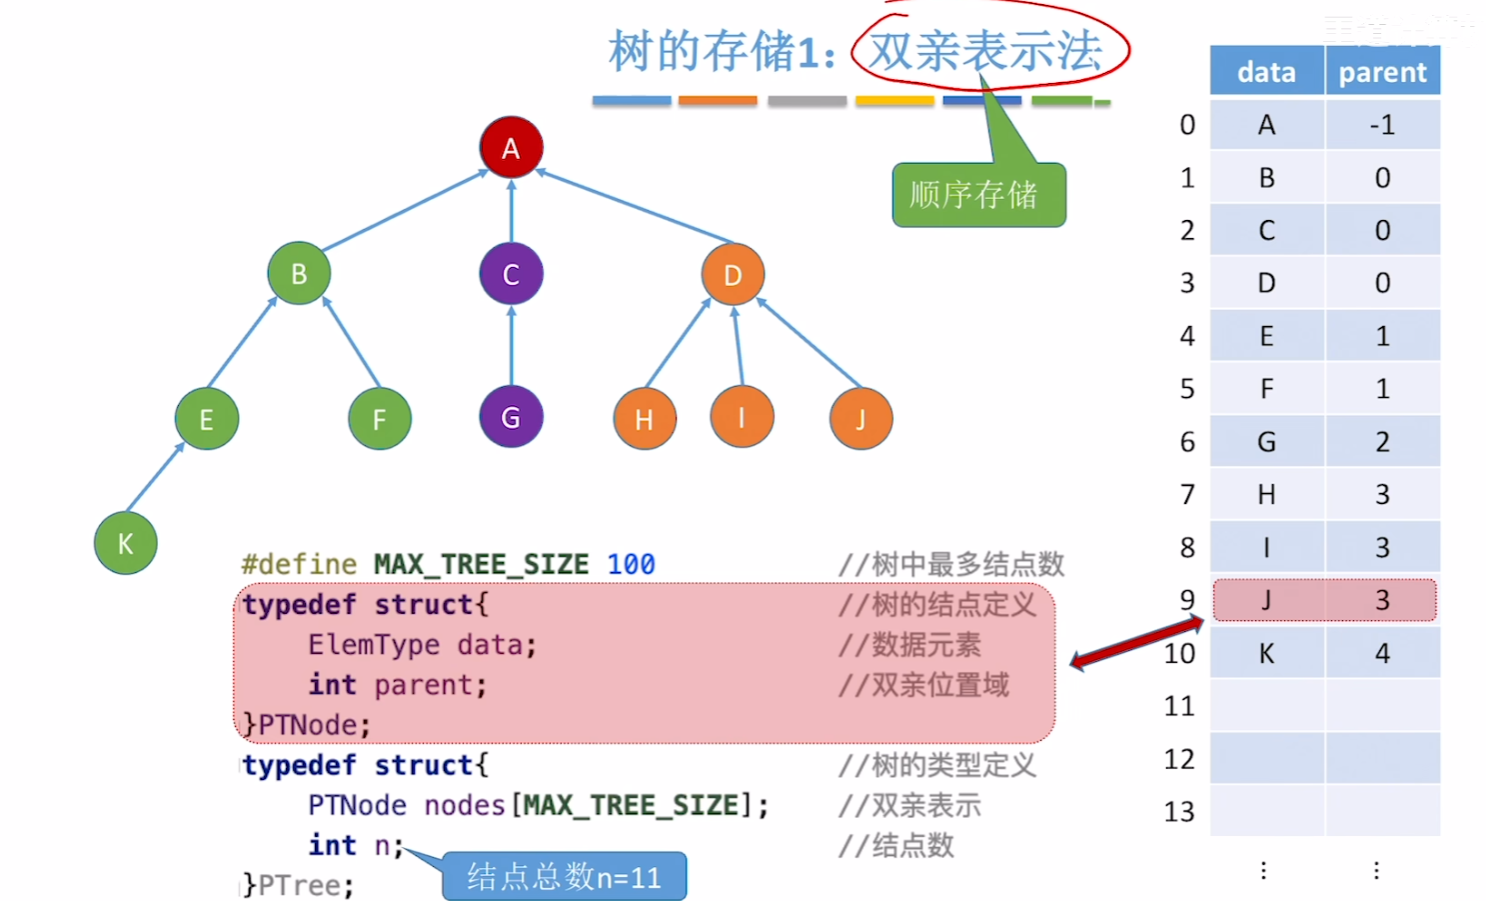 树的存储1：双亲表示法
顺序存储
A
B
C
D
E
F
G
H
I
J
K
#define MAX_TREE_SIZE 100 //树中最多结点数
typedef struct{ //树的结点定义
ElemType data; //数据元素
int parent; //双亲位置域
}PTNode;
typedef struct{ //树的类型定义
PTNode nodes[MAX_TREE_SIZE]; //双亲表示
int n; //结点数
}PTree;
结点总数n=11
data parent
0 A -1
1 B 0
2 C 0
3 D 0
4 E 1
5 F 1
6 G 2
7 H 3
8 I 3
9 J 3
10 K 4
11
12
13
⋮ ⋮